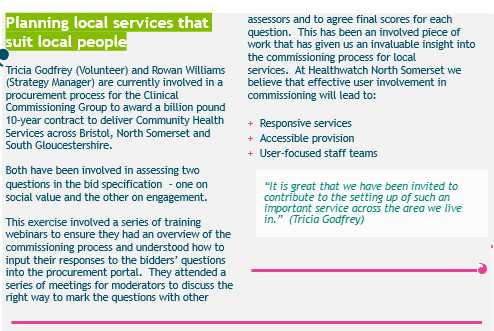 Planning local services that
suit local people
Tricia Godfrey (Volunteer) and Rowan Williams
(Strategy Manager) are currently involved in a
procurement process for the Clinical
Commissioning Group to award a billion pound
10-year contract to deliver Community Health
Services across Bristol, North Somerset and
South Gloucestershire.
Both have been involved in assessing two
questions in the bid specification - one on
social value and the other on engagement.
This exercise involved a series of training
webinars to ensure they had an overview of the
commissioning process and understood how to
input their responses to the bidders’ questions
into the procurement portal. They attended a
series of meetings for moderators to discuss the
right way to mark the questions with other
assessors and to agree final scores for each
question. This has been an involved piece of
work that has given us an invaluable insight into
the commissioning process for local
services. At Healthwatch North Somerset we
believe that effective user involvement in
commissioning will lead to:
+ Responsive services
+ Accessible provision
+ User-focused staff teams
“It is great that we have been invited to
contribute to the setting up of such an
important service across the area we live
in.” (Tricia Godfrey)